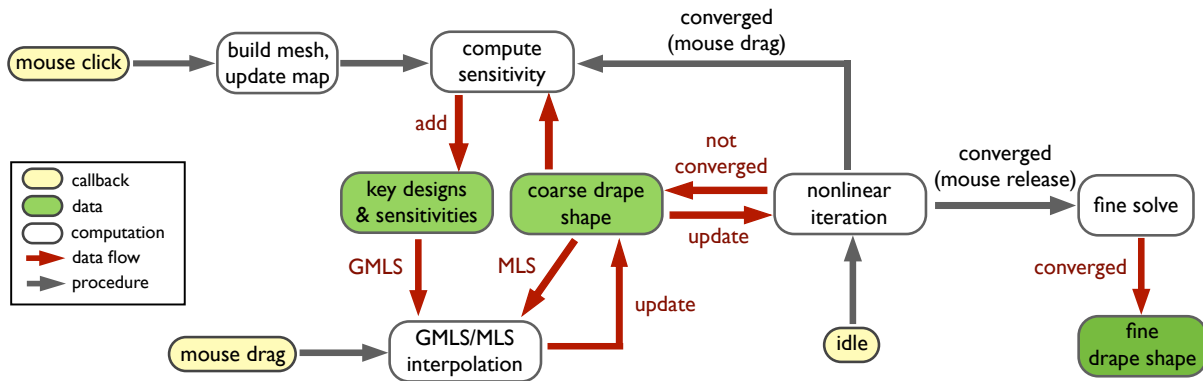 converged
(mouse drag)
mouse click
build mesh,
update map
compute
sensitivity
add
not
converged
converged
(mouse release)
callback
data
computation
data flow
procedure
key designs
& sensitivities
coarse drape
shape
nonlinear
iteration
fine solve
update
GMLS
MLS
converged
update
mouse drag
GMLS/MLS
interpolation
idle
fine
drape shape